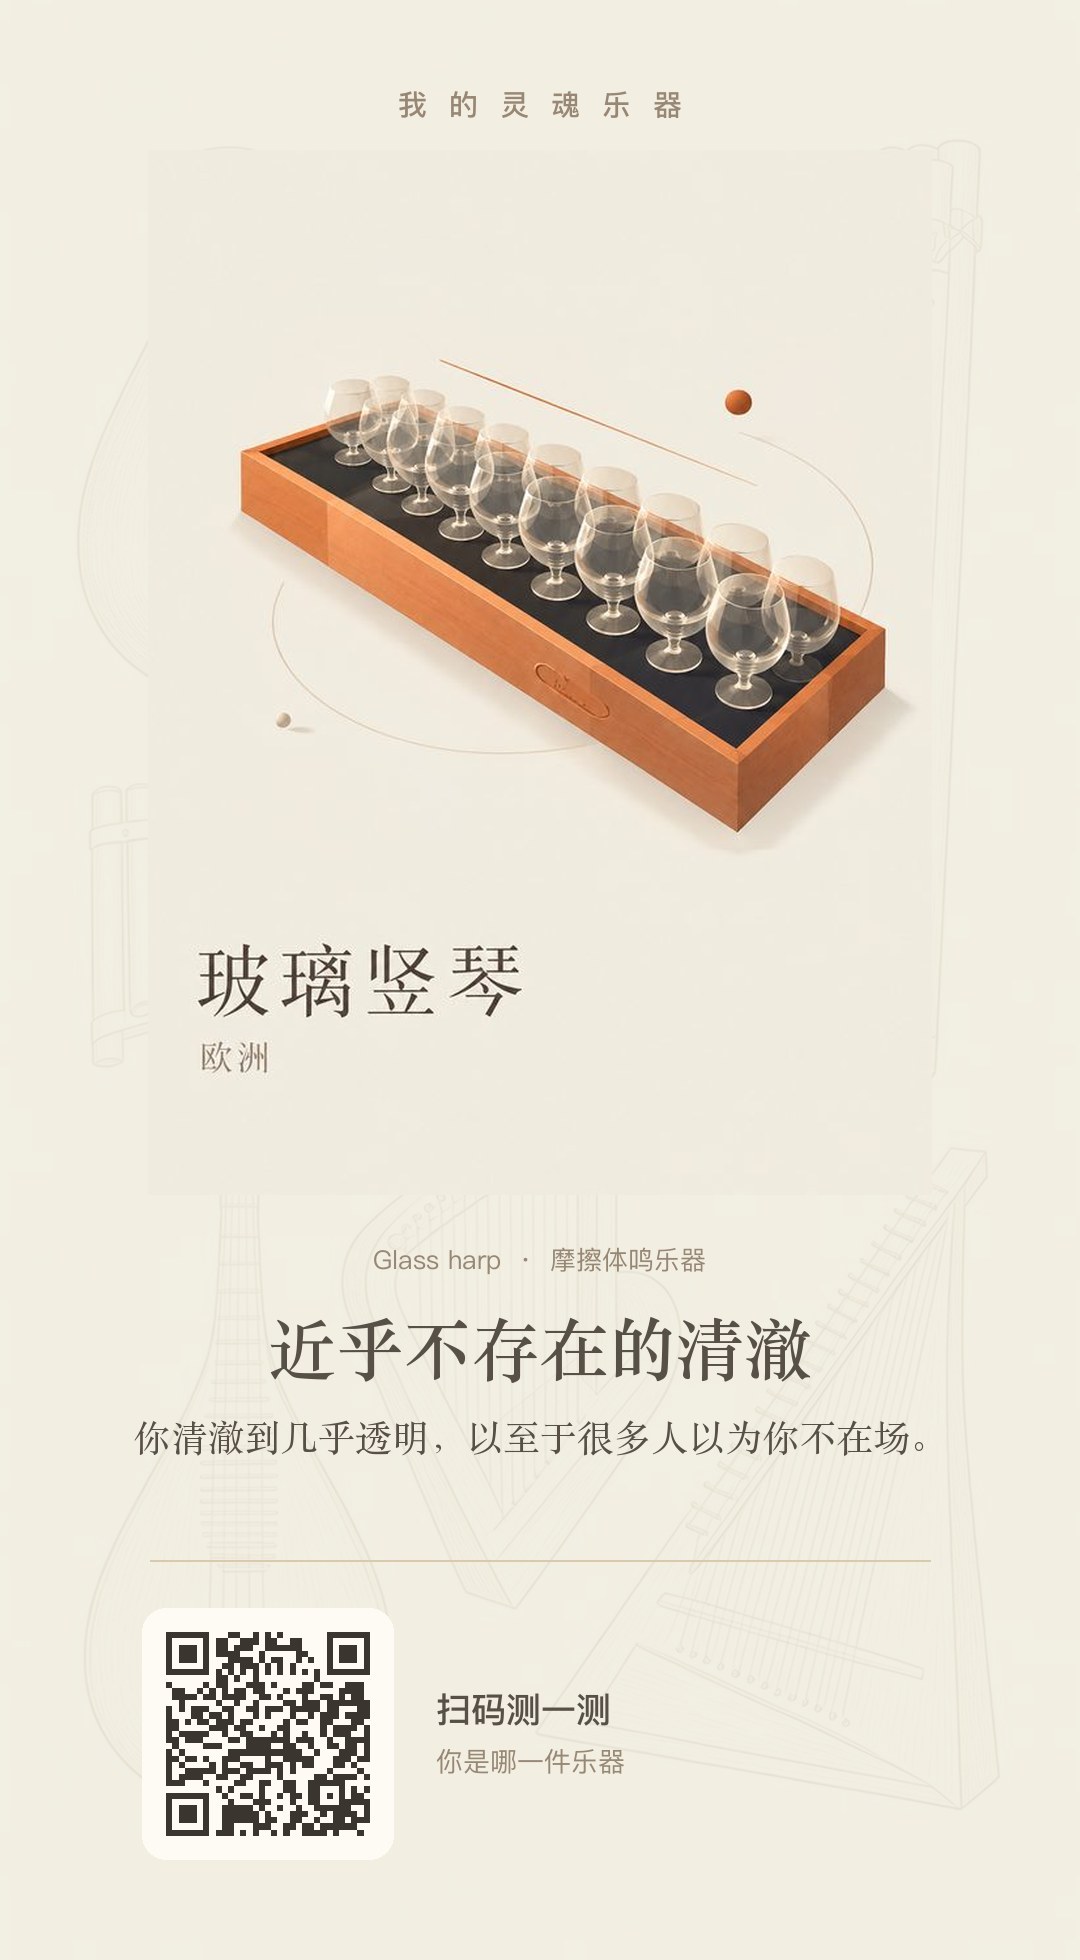 我的灵魂乐器
玻璃竖琴
欧洲
Glass harp · 摩擦体鸣乐器
近乎不存在的清澈
你清澈到几乎透明，以至于很多人以为你不在场。
扫码测一测
你是哪一件乐器